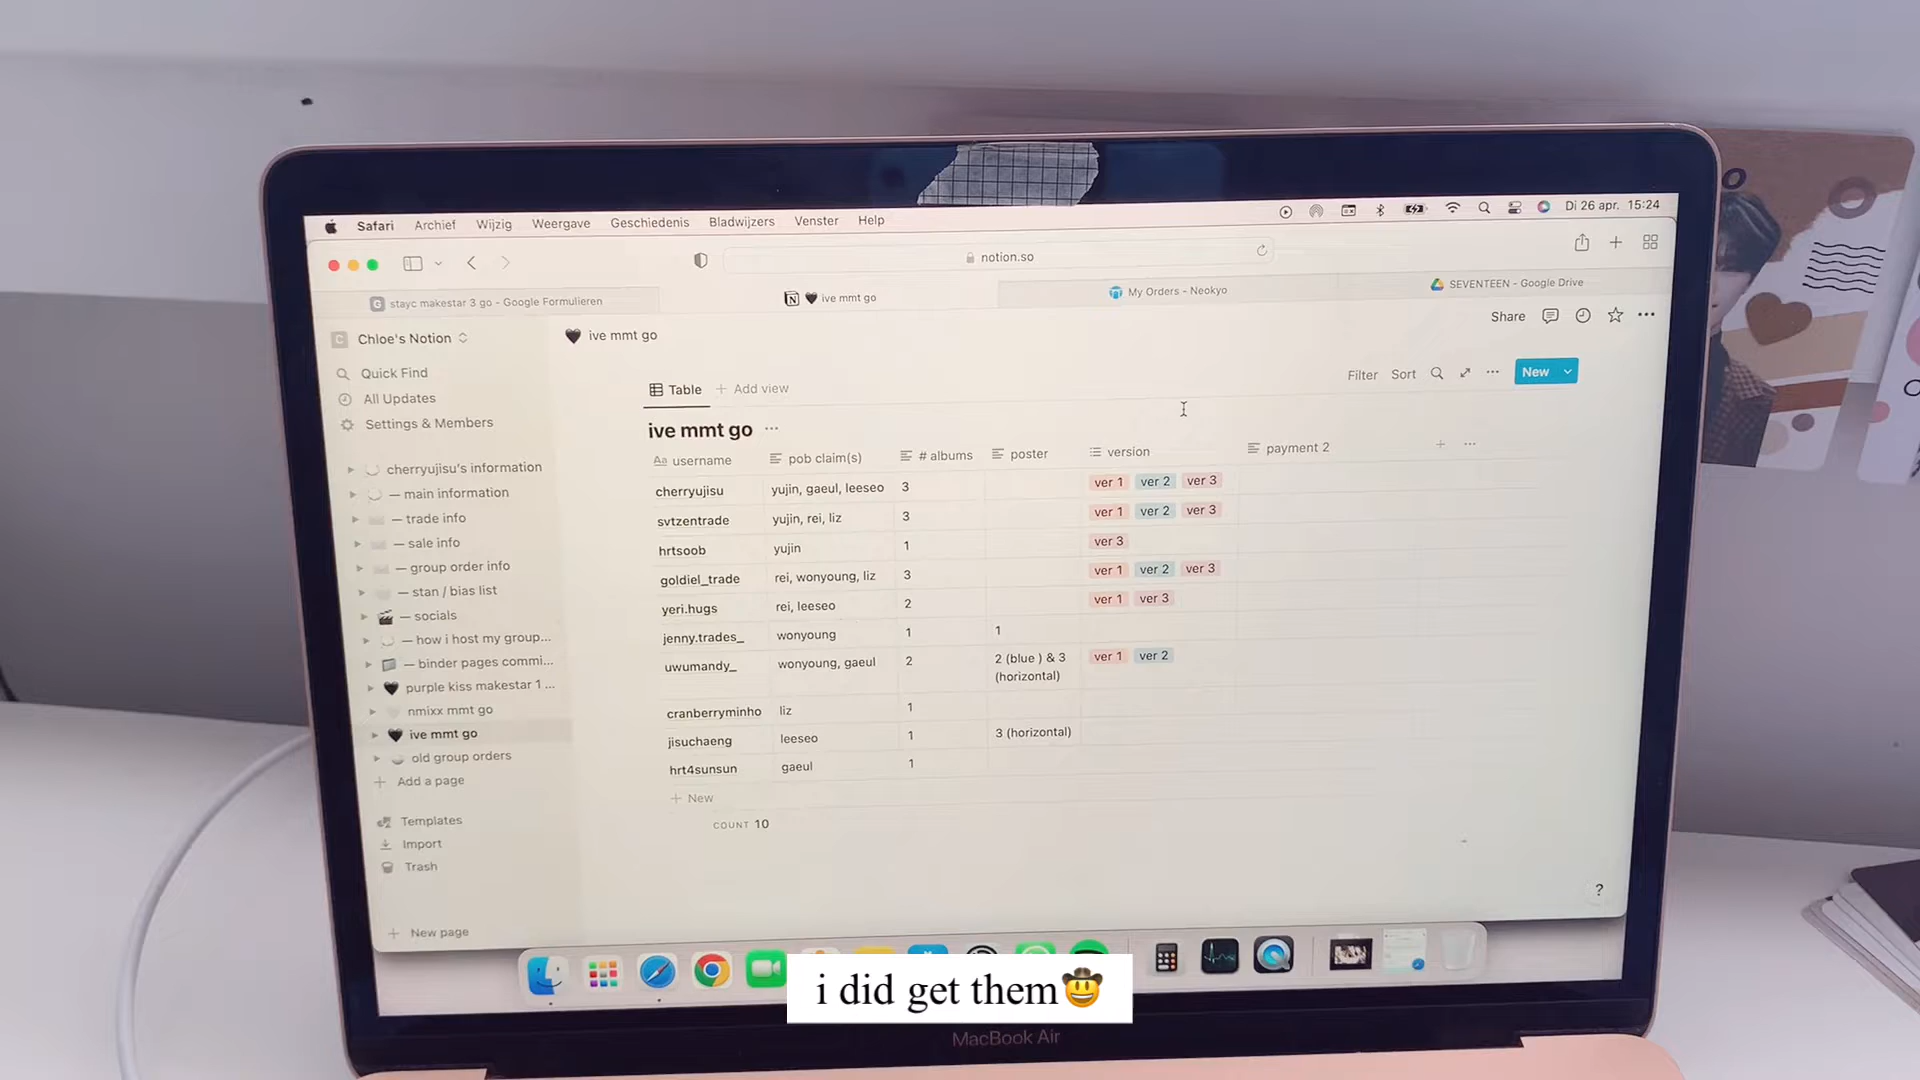 Safari Archief Wijzig Weergave Geschiedenis Bladwijzers Venster Help Di 26 apr. 15:24
notion.so
stayc makestar 3 go - Google Formulieren ive mmt go My Orders - Neokyo SEVENTEEN - Google Drive
C Chloe's Notion ive mmt go Share
Quick Find
All Updates
Settings & Members
cherryujisu's information
— main information
— trade info
— sale info
— group order info
— stan / bias list
— socials
— how i host my group...
— binder pages commi...
purple kiss makestar 1 ...
nmixx mmt go
ive mmt go
old group orders
+ Add a page
Templates
Import
Trash
+ New page
Table + Add view Filter Sort New
ive mmt go
Aa username pob claim(s) # albums poster version payment 2
cherryujisu yujin, gaeul, leeseo 3 ver 1 ver 2 ver 3
svtzentrade yujin, rei, liz 3 ver 1 ver 2 ver 3
hrtsoob yujin 1 ver 3
goldiel_trade rei, wonyoung, liz 3 ver 1 ver 2 ver 3
yeri.hugs rei, leeseo 2 ver 1 ver 3
jenny.trades_ wonyoung 1 1
uwumandy_ wonyoung, gaeul 2 2 (blue ) & 3 ver 1 ver 2
(horizontal)
cranberryminho liz 1
jisuchaeng leeseo 1 3 (horizontal)
hrt4sunsun gaeul 1
+ New
COUNT 10
?
i did get them🤠
MacBook Air